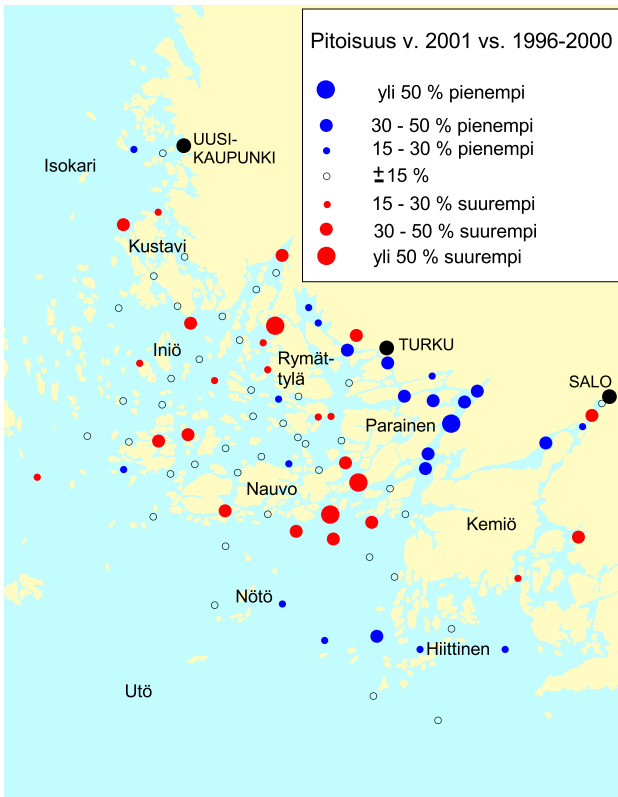 Pitoisuus v. 2001 vs. 1996-2000
yli 50 % pienempi
30 - 50 % pienempi
15 - 30 % pienempi
±15 %
15 - 30 % suurempi
30 - 50 % suurempi
yli 50 % suurempi
UUSI-
KAUPUNKI
Isokari
Kustavi
Iniö
Rymät-
tylä
TURKU
SALO
Parainen
Nauvo
Kemiö
Nötö
Hiittinen
Utö